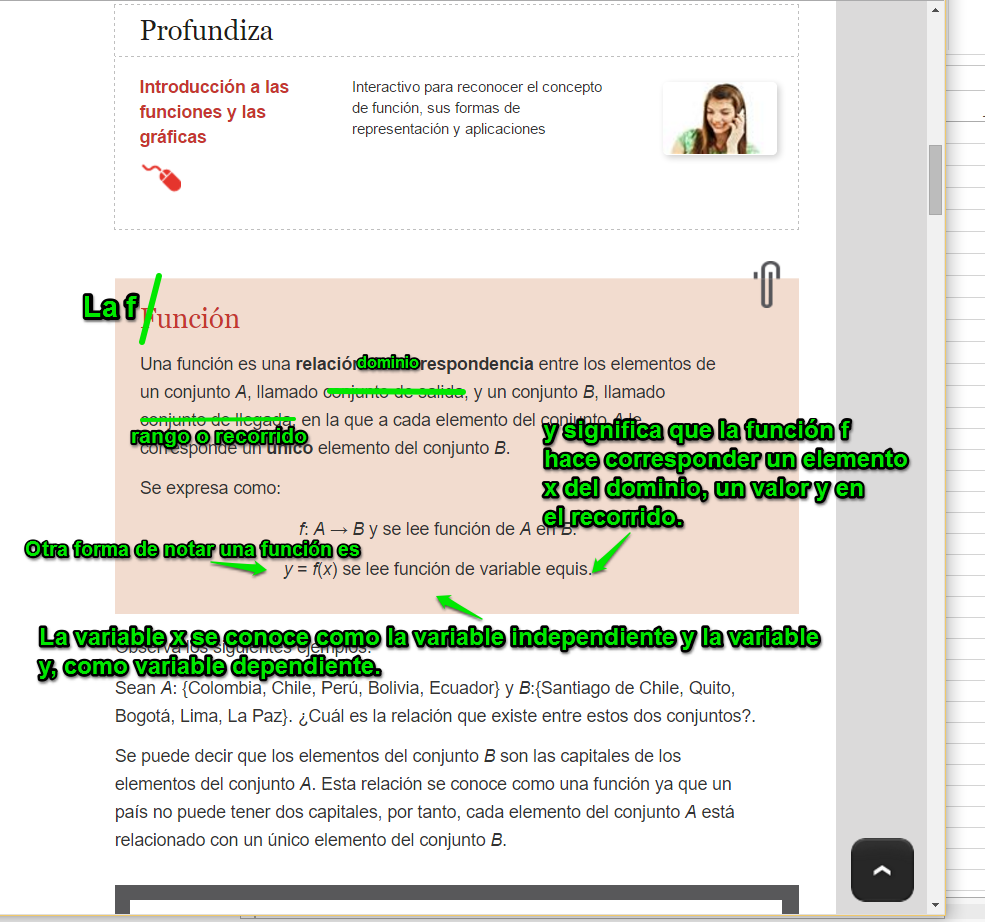 Profundiza
Introducción a las
funciones y las
gráficas
Interactivo para reconocer el concepto
de función, sus formas de
representación y aplicaciones
La f
Función
Una función es una relación dominio respondencia entre los elementos de
un conjunto A, llamado conjunto de salida, y un conjunto B, llamado
conjunto de llegada, en la que a cada elemento del conjunto A le
rango o recorrido
corresponde un único elemento del conjunto B.
y significa que la función f
hace corresponder un elemento
x del dominio, un valor y en
el recorrido.
Se expresa como:
f: A → B y se lee función de A en B.
Otra forma de notar una función es
y = f(x) se lee función de variable equis.
La variable x se conoce como la variable independiente y la variable
y, como variable dependiente.
Observa los siguientes ejemplos:
Sean A: {Colombia, Chile, Perú, Bolivia, Ecuador} y B:{Santiago de Chile, Quito,
Bogotá, Lima, La Paz}. ¿Cuál es la relación que existe entre estos dos conjuntos?.
Se puede decir que los elementos del conjunto B son las capitales de los
elementos del conjunto A. Esta relación se conoce como una función ya que un
país no puede tener dos capitales, por tanto, cada elemento del conjunto A está
relacionado con un único elemento del conjunto B.